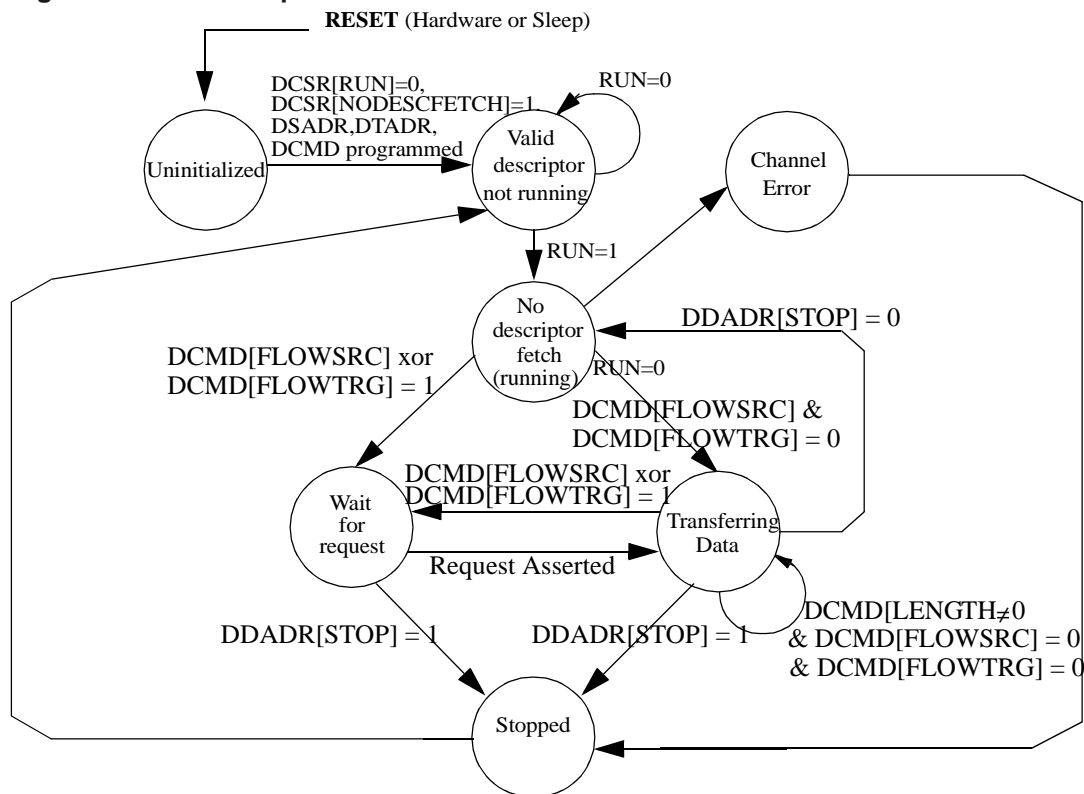 RESET (Hardware or Sleep)
DCSR[RUN]=0,
DCSR[NODESCFETCH]=1,
DSADR,DTADR,
DCMD programmed
RUN=0
Uninitialized
Valid
descriptor
not running
Channel
Error
RUN=1
No
descriptor
fetch
(running)
DDADR[STOP] = 0
RUN=0
DCMD[FLOWSRC] xor
DCMD[FLOWTRG] = 1
DCMD[FLOWSRC] &
DCMD[FLOWTRG] = 0
DCMD[FLOWSRC] xor
DCMD[FLOWTRG] = 1
Wait
for
request
Transferring
Data
Request Asserted
DDADR[STOP] = 1
DDADR[STOP] = 1
DCMD[LENGTH≠0
& DCMD[FLOWSRC] = 0
& DCMD[FLOWTRG] = 0
Stopped